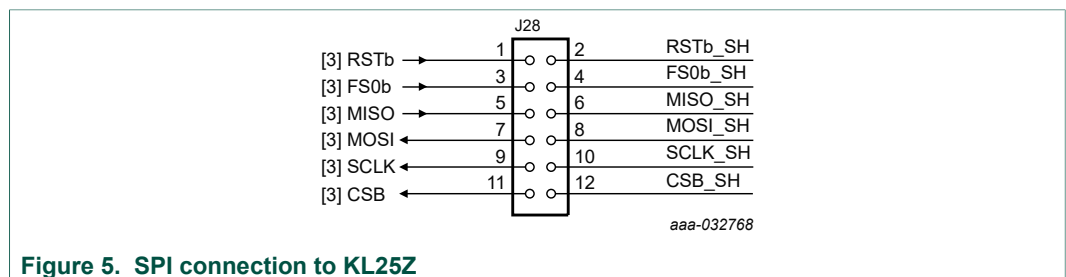 J28
[3] RSTb 1 2 RSTb_SH
[3] FS0b 3 4 FS0b_SH
[3] MISO 5 6 MISO_SH
[3] MOSI 7 8 MOSI_SH
[3] SCLK 9 10 SCLK_SH
[3] CSB 11 12 CSB_SH
aaa-032768
Figure 5. SPI connection to KL25Z